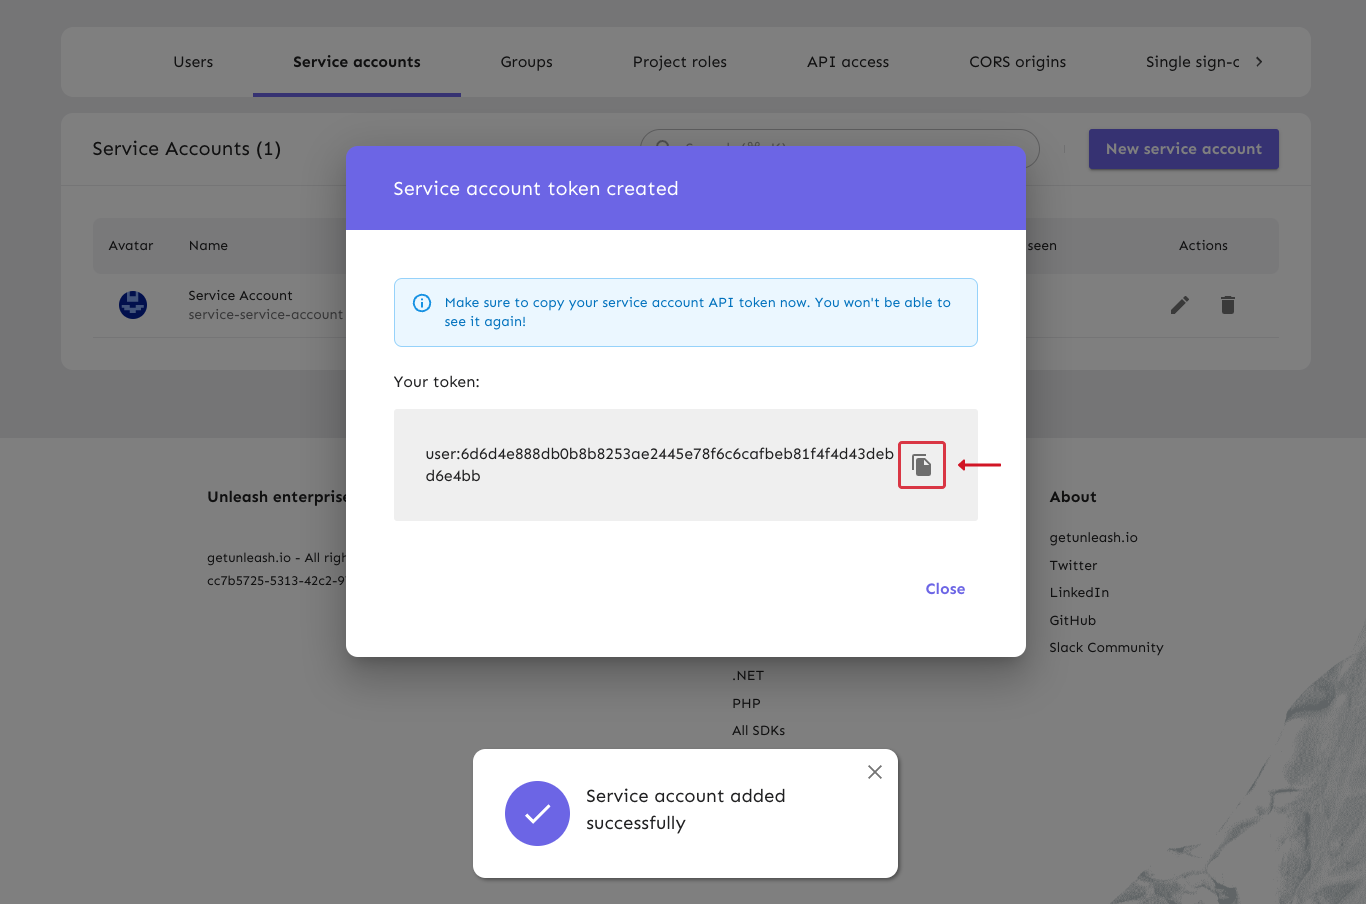 Users
Service accounts
Groups
Project roles
API access
CORS origins
Single sign-c
Service Accounts (1)
New service account
Service account token created
Avatar
Name
seen
Actions
Service Account
service-service-account
Make sure to copy your service account API token now. You won't be able to
see it again!
Your token:
user:6d6d4e888db0b8b8253ae2445e78f6c6cafbeb81f4f4d43deb
d6e4bb
Close
Unleash enterprise
getunleash.io - All righ
cc7b5725-5313-42c2-9
About
getunleash.io
Twitter
LinkedIn
GitHub
Slack Community
.NET
PHP
All SDKs
Service account added
successfully